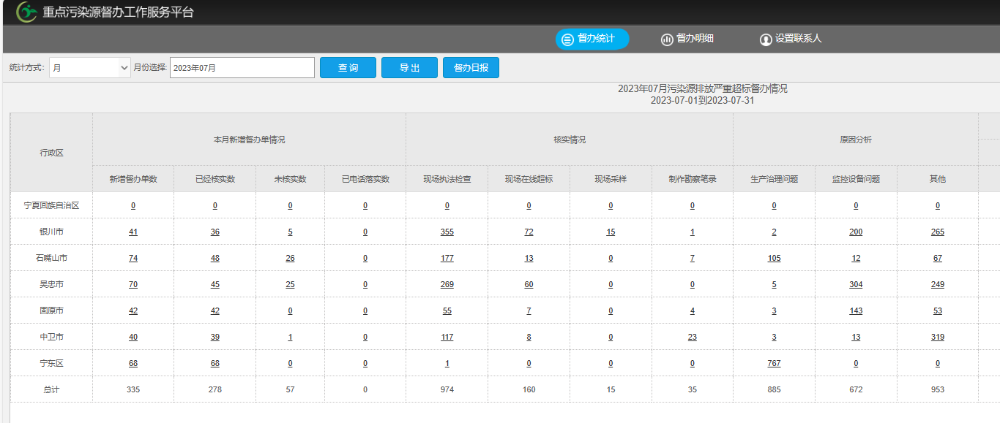 重点污染源督办工作服务平台
督办统计 督办明细 设置联系人
统计方式: 月 月份选择: 2023年07月 查 询 导 出 督办日报
2023年07月污染源排放严重超标督办情况
2023-07-01到2023-07-31
行政区 本月新增督办单情况 核实情况 原因分析
新增督办单数 已经核实数 未核实数 已电话落实数 现场执法检查 现场在线超标 现场采样 制作勘察笔录 生产治理问题 监控设备问题 其他
宁夏回族自治区 0 0 0 0 0 0 0 0 0 0 0
银川市 41 36 5 0 355 72 15 1 2 200 265
石嘴山市 74 48 26 0 177 13 0 7 105 12 67
吴忠市 70 45 25 0 269 60 0 0 5 304 249
固原市 42 42 0 0 55 7 0 4 3 143 53
中卫市 40 39 1 0 117 8 0 23 3 13 319
宁东区 68 68 0 0 1 0 0 0 767 0 0
总计 335 278 57 0 974 160 15 35 885 672 953